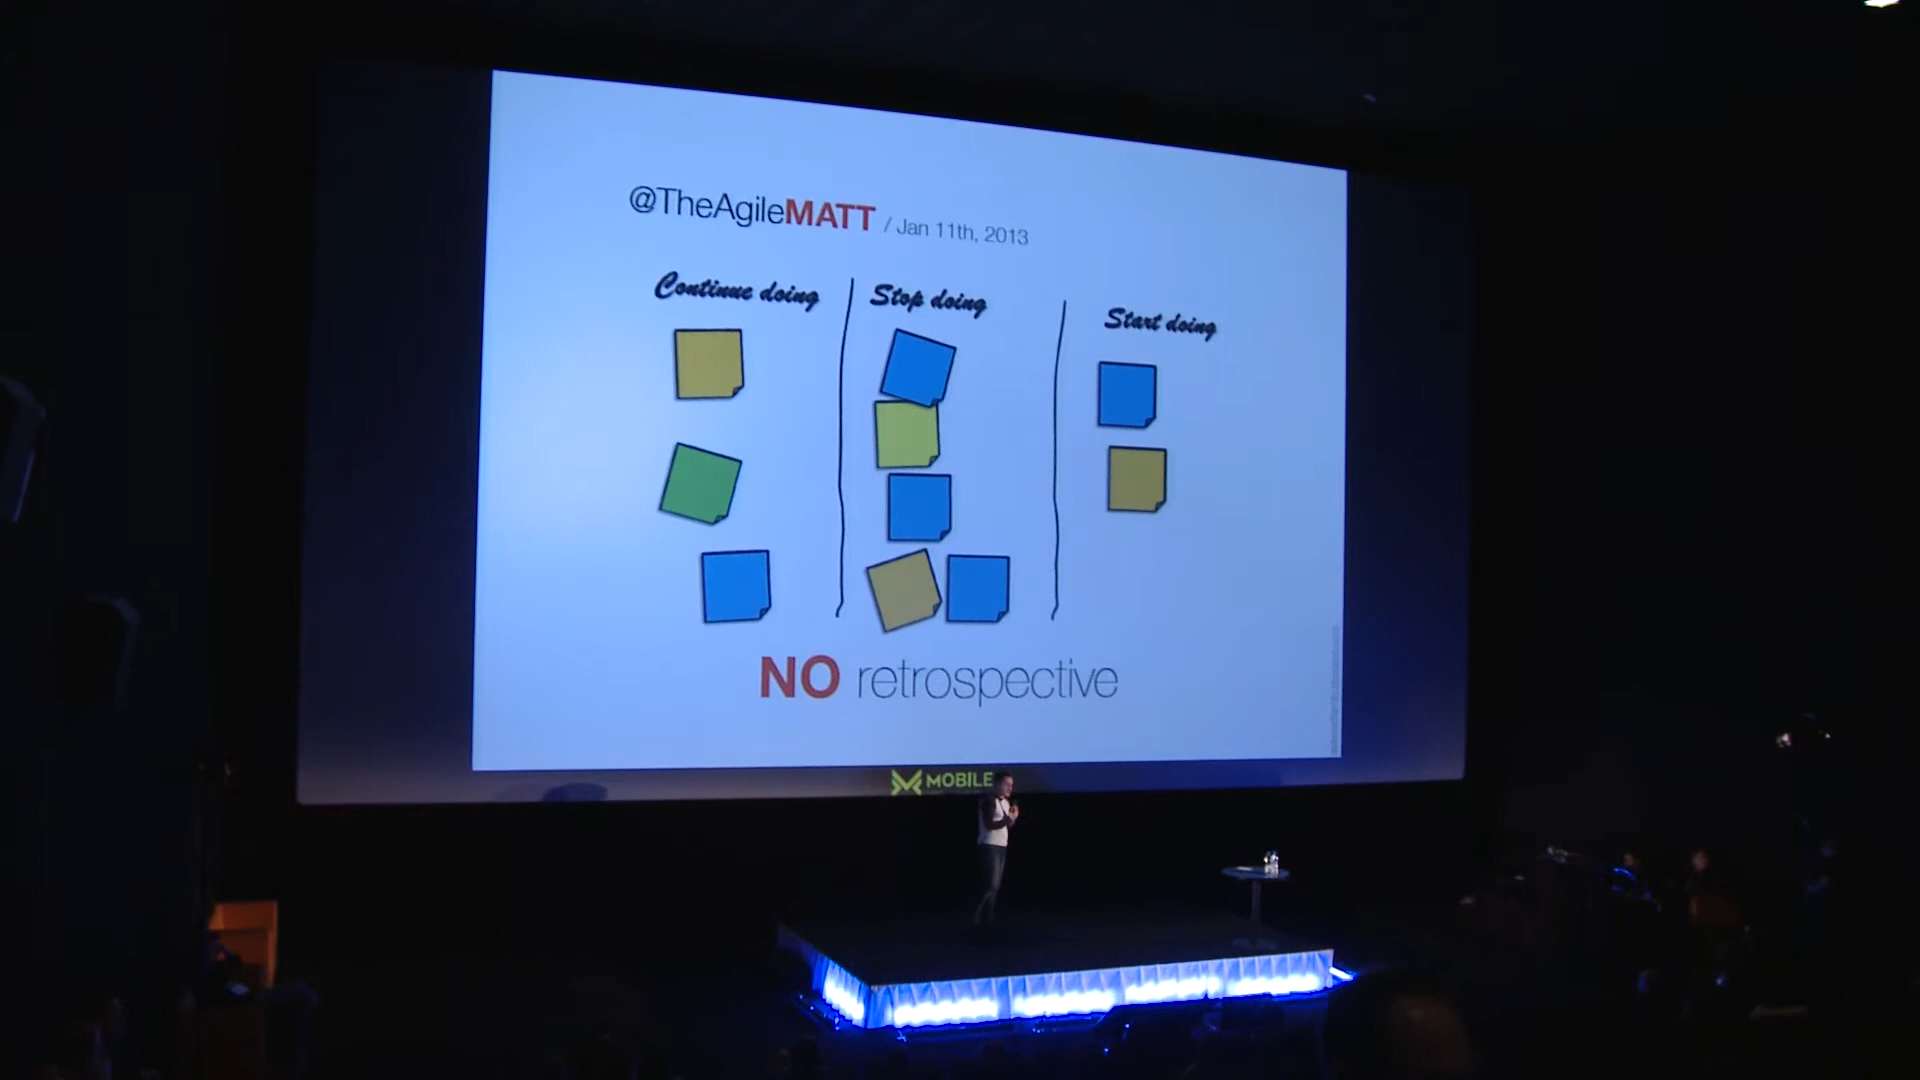 @TheAgileMATT / Jan 11th, 2013
Continue doing
Stop doing
Start doing
NO retrospective
MOBILE